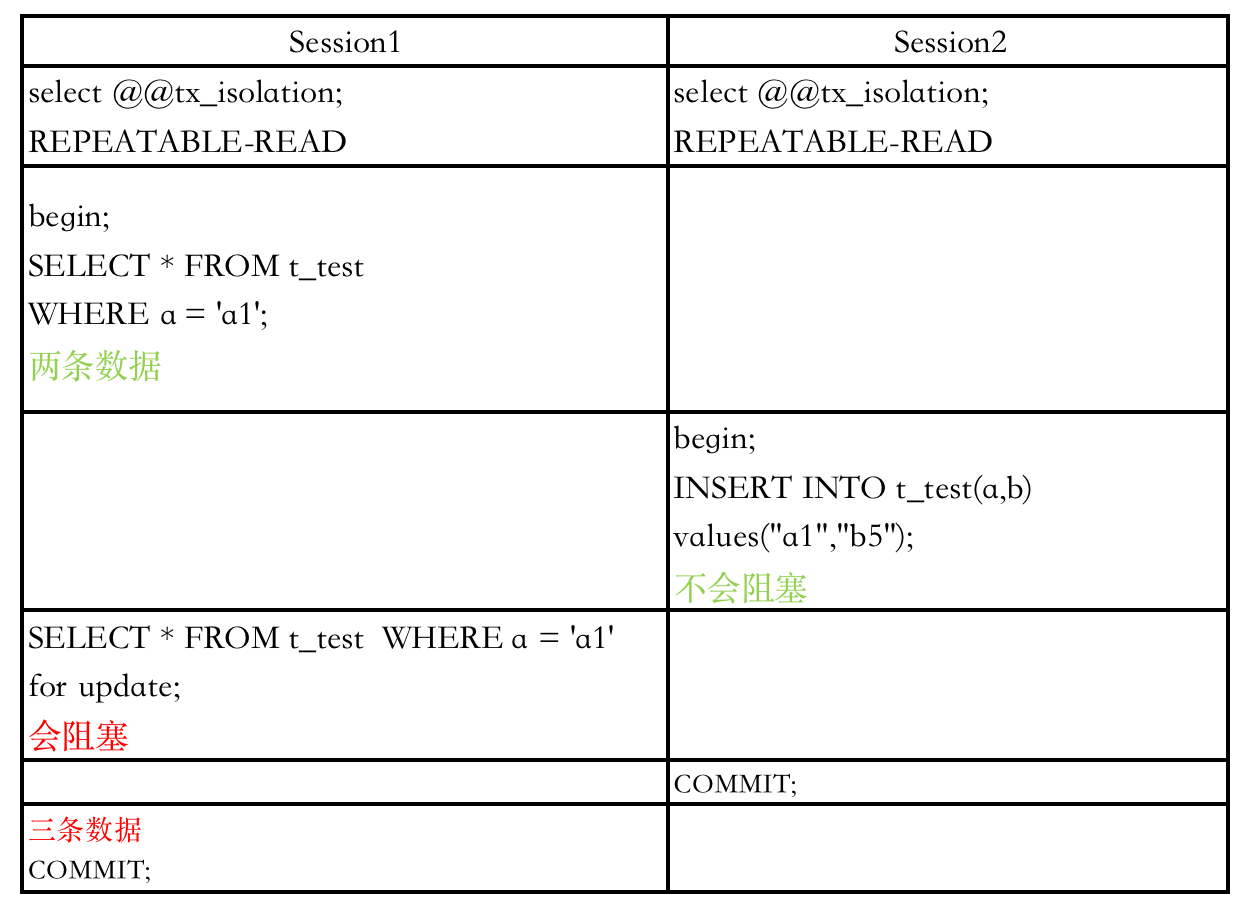 Session1
Session2
select @@tx_isolation;
REPEATABLE-READ
select @@tx_isolation;
REPEATABLE-READ
begin;
SELECT * FROM t_test
WHERE a = 'a1';
两条数据
begin;
INSERT INTO t_test(a,b)
values("a1","b5");
不会阻塞
SELECT * FROM t_test  WHERE a = 'a1'
for update;
会阻塞
COMMIT;
三条数据
COMMIT;